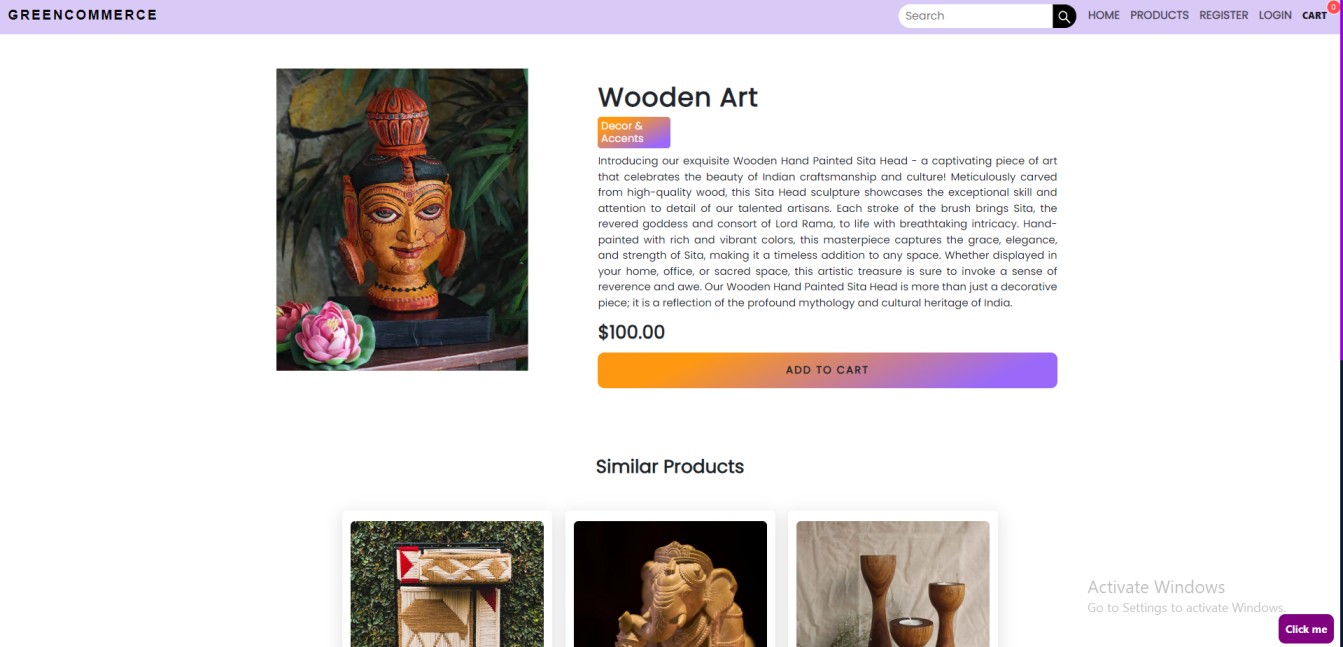 GREENCOMMERCE
Search
HOME PRODUCTS REGISTER LOGIN CART 0
Wooden Art
Decor &
Accents
Introducing our exquisite Wooden Hand Painted Sita Head - a captivating piece of art
that celebrates the beauty of Indian craftsmanship and culture! Meticulously carved
from high-quality wood, this Sita Head sculpture showcases the exceptional skill and
attention to detail of our talented artisans. Each stroke of the brush brings Sita, the
revered goddess and consort of Lord Rama, to life with breathtaking intricacy. Hand-
painted with rich and vibrant colors, this masterpiece captures the grace, elegance,
and strength of Sita, making it a timeless addition to any space. Whether displayed in
your home, office, or sacred space, this artistic treasure is sure to invoke a sense of
reverence and awe. Our Wooden Hand Painted Sita Head is more than just a decorative
piece; it is a reflection of the profound mythology and cultural heritage of India.
$100.00
ADD TO CART
Similar Products
Activate Windows
Go to Settings to activate Windows.
Click me